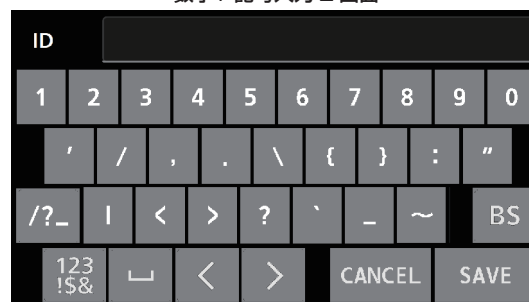 ID
1 2 3 4 5 6 7 8 9 0
' / , . \ { } : "
/?_ | < > ? ` _ ~ BS
123
!$& ⎵ < > CANCEL SAVE